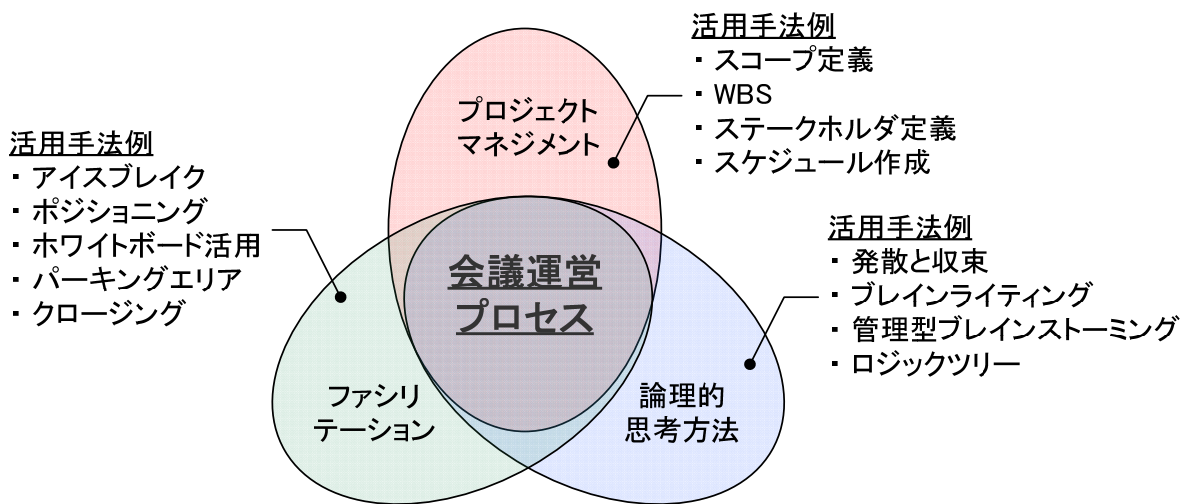 活用手法例
・ スコープ定義
・ WBS
・ ステークホルダ定義
・ スケジュール作成
プロジェクト
マネジメント
活用手法例
・ アイスブレイク
・ ポジショニング
・ ホワイトボード活用
・ パーキングエリア
・ クロージング
活用手法例
・ 発散と収束
・ ブレインライティング
・ 管理型ブレインストーミング
・ ロジックツリー
会議運営
プロセス
ファシリ
テーション
論理的
思考方法